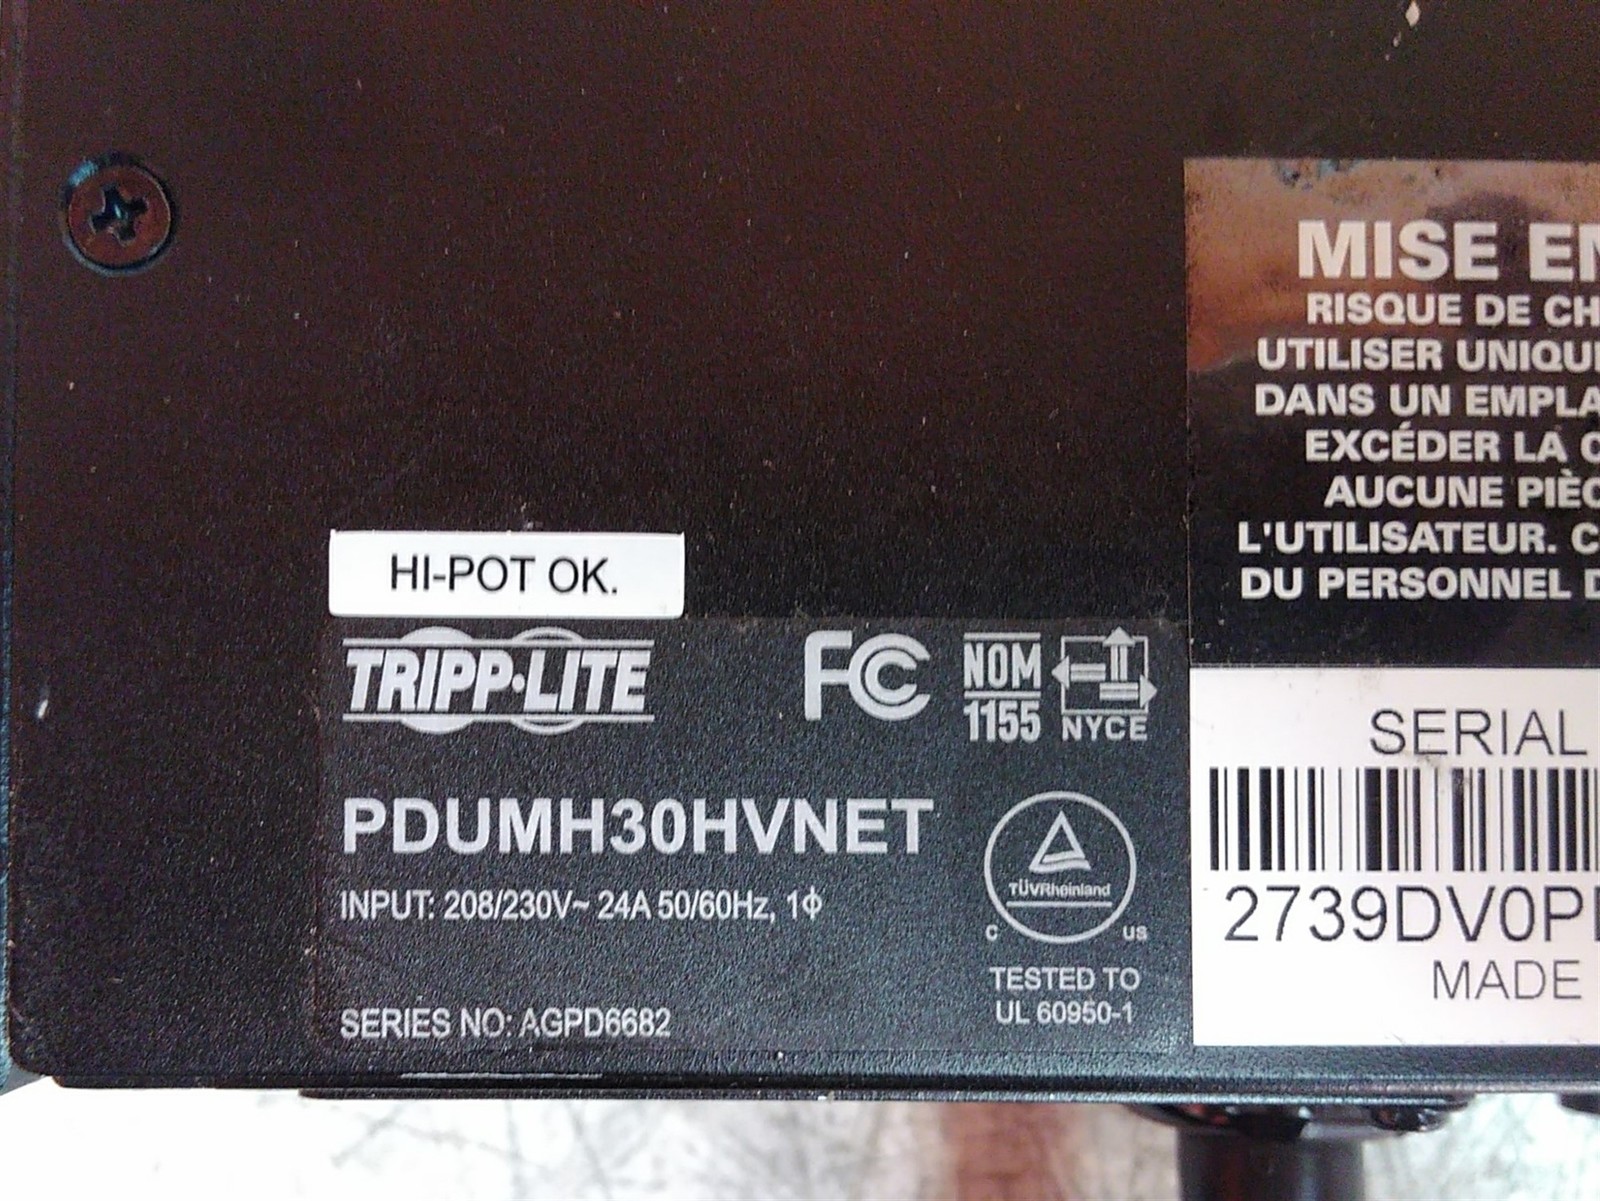 HI-POT OK.
TRIPP·LITE
FC
NOM
1155
NYCE
PDUMH30HVNET
INPUT: 208/230V~ 24A 50/60Hz, 1ϕ
SERIES NO: AGPD6682
TÜVRheinland
C US
TESTED TO
UL 60950-1
MISE EN
RISQUE DE CH
UTILISER UNIQU
DANS UN EMPLA
EXCÉDER LA C
AUCUNE PIÈC
L'UTILISATEUR. C
DU PERSONNEL D
SERIAL
2739DV0P
MADE